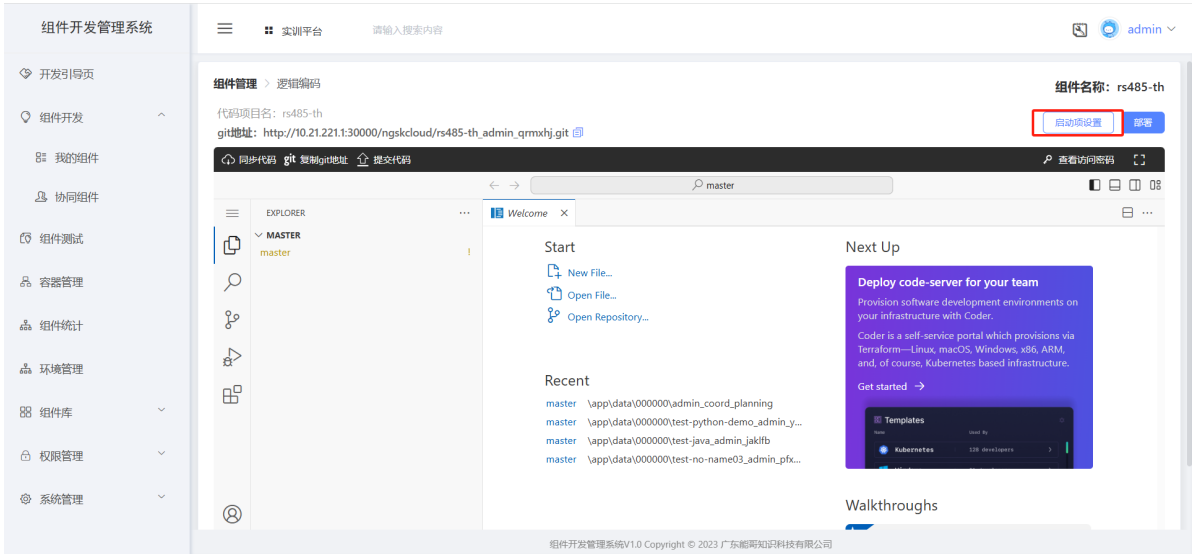 组件开发管理系统
实训平台
请输入搜索内容
admin
开发引导页
组件开发
我的组件
协同组件
组件测试
容器管理
组件统计
环境管理
组件库
权限管理
系统管理
组件管理 > 逻辑编码
组件名称：rs485-th
代码项目名：rs485-th
git地址：http://10.21.221.1:30000/ngskcloud/rs485-th_admin_qrmxhj.git
启动项设置
部署
同步代码 git 复制git地址 提交代码
查看访问密码
master
EXPLORER
MASTER
master !
Welcome
Start
New File...
Open File...
Open Repository...
Recent
master \app\data\000000\admin_coord_planning
master \app\data\000000\test-python-demo_admin_y...
master \app\data\000000\test-java_admin_jaklfb
master \app\data\000000\test-no-name03_admin_pfx...
Next Up
Deploy code-server for your team
Provision software development environments on
your infrastructure with Coder.
Coder is a self-service portal which provisions via
Terraform—Linux, macOS, Windows, x86, ARM,
and, of course, Kubernetes based infrastructure.
Get started →
Templates
Name Used By
Kubernetes 129 developers
Walkthroughs
组件开发管理系统V1.0 Copyright © 2023 广东能哥知识科技有限公司